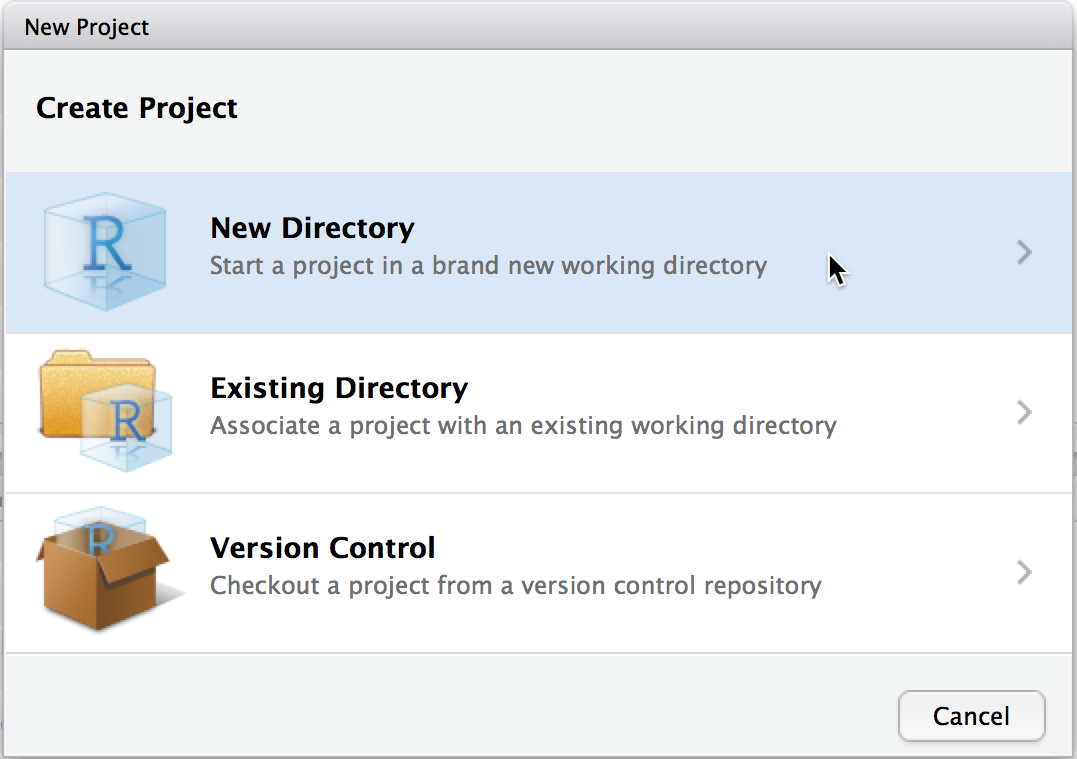 New Project
Create Project
R
New Directory
Start a project in a brand new working directory
R
Existing Directory
Associate a project with an existing working directory
R
Version Control
Checkout a project from a version control repository
Cancel